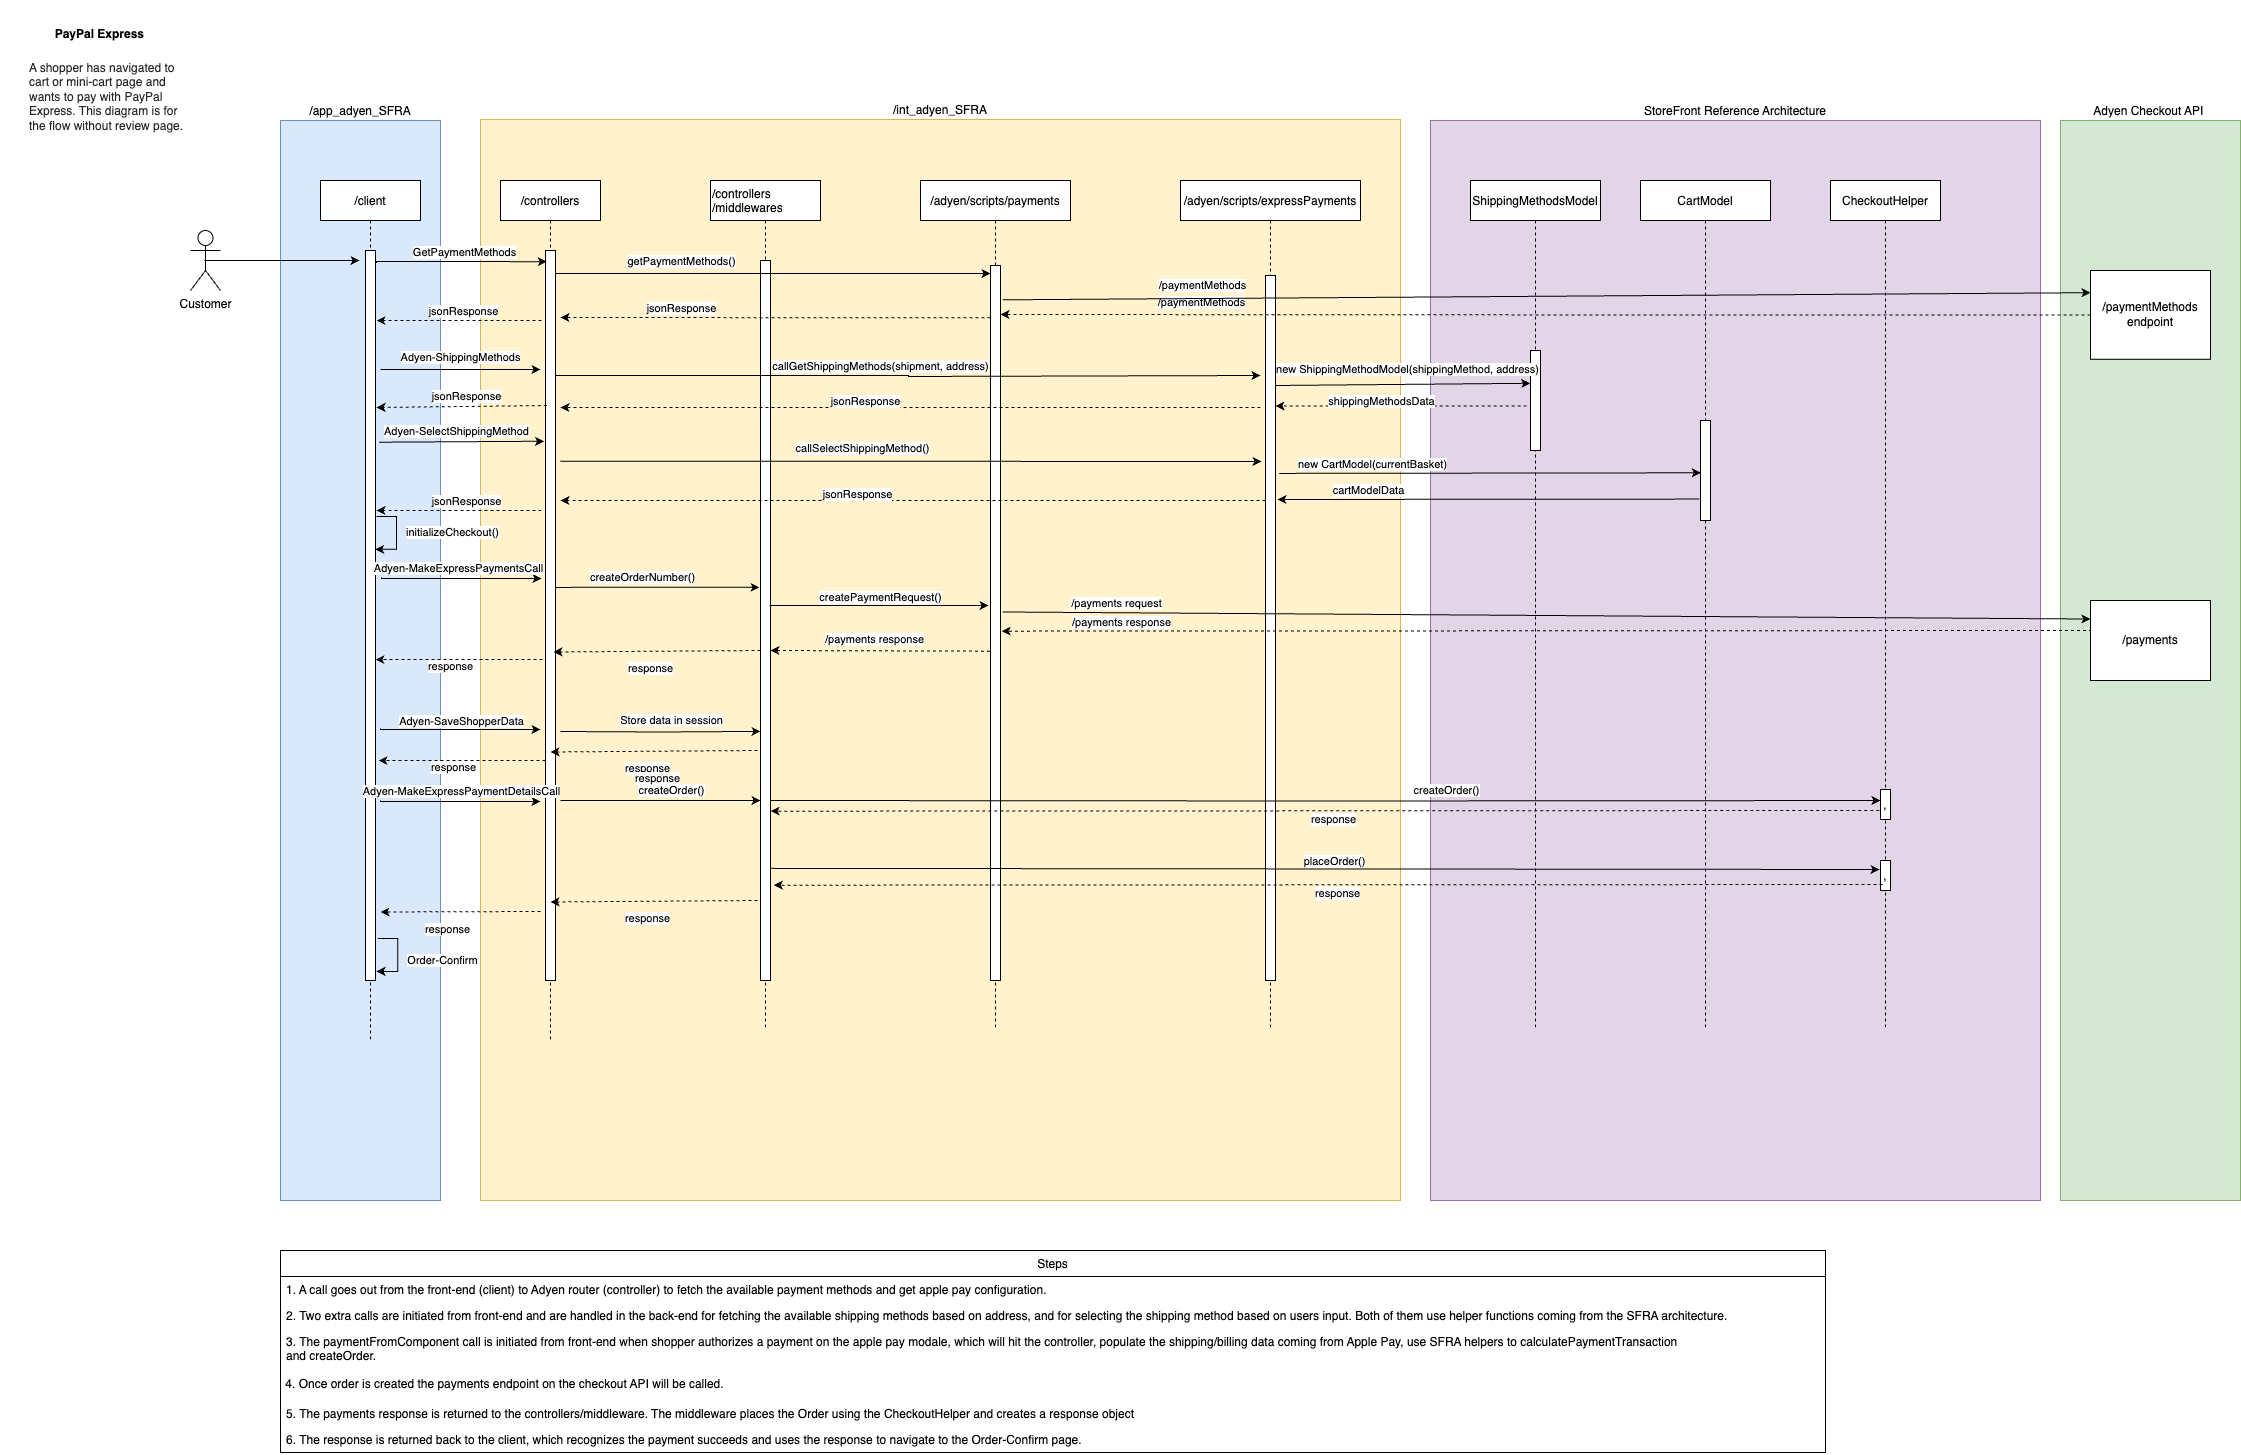 PayPal Express
A shopper has navigated to
cart or mini-cart page and
wants to pay with PayPal
Express. This diagram is for
the flow without review page.
/app_adyen_SFRA
/int_adyen_SFRA
StoreFront Reference Architecture
Adyen Checkout API
/client
/controllers
/controllers
/middlewares
/adyen/scripts/payments
/adyen/scripts/expressPayments
ShippingMethodsModel
CartModel
CheckoutHelper
Customer
GetPaymentMethods
getPaymentMethods()
/paymentMethods
/paymentMethods
/paymentMethods
endpoint
jsonResponse
jsonResponse
Adyen-ShippingMethods
callGetShippingMethods(shipment, address)
new ShippingMethodModel(shippingMethod, address)
jsonResponse
jsonResponse
shippingMethodsData
Adyen-SelectShippingMethod
callSelectShippingMethod()
new CartModel(currentBasket)
cartModelData
jsonResponse
jsonResponse
initializeCheckout()
Adyen-MakeExpressPaymentsCall
createOrderNumber()
createPaymentRequest()
/payments request
/payments response
/payments
/payments response
response
response
Adyen-SaveShopperData
Store data in session
response
response
response
Adyen-MakeExpressPaymentDetailsCall
createOrder()
createOrder()
,
response
placeOrder()
,
response
response
response
Order-Confirm
Steps
1. A call goes out from the front-end (client) to Adyen router (controller) to fetch the available payment methods and get apple pay configuration.
2. Two extra calls are initiated from front-end and are handled in the back-end for fetching the available shipping methods based on address, and for selecting the shipping method based on users input. Both of them use helper functions coming from the SFRA architecture.
3. The paymentFromComponent call is initiated from front-end when shopper authorizes a payment on the apple pay modale, which will hit the controller, populate the shipping/billing data coming from Apple Pay, use SFRA helpers to calculatePaymentTransaction
and createOrder.
4. Once order is created the payments endpoint on the checkout API will be called.
5. The payments response is returned to the controllers/middleware. The middleware places the Order using the CheckoutHelper and creates a response object
6. The response is returned back to the client, which recognizes the payment succeeds and uses the response to navigate to the Order-Confirm page.